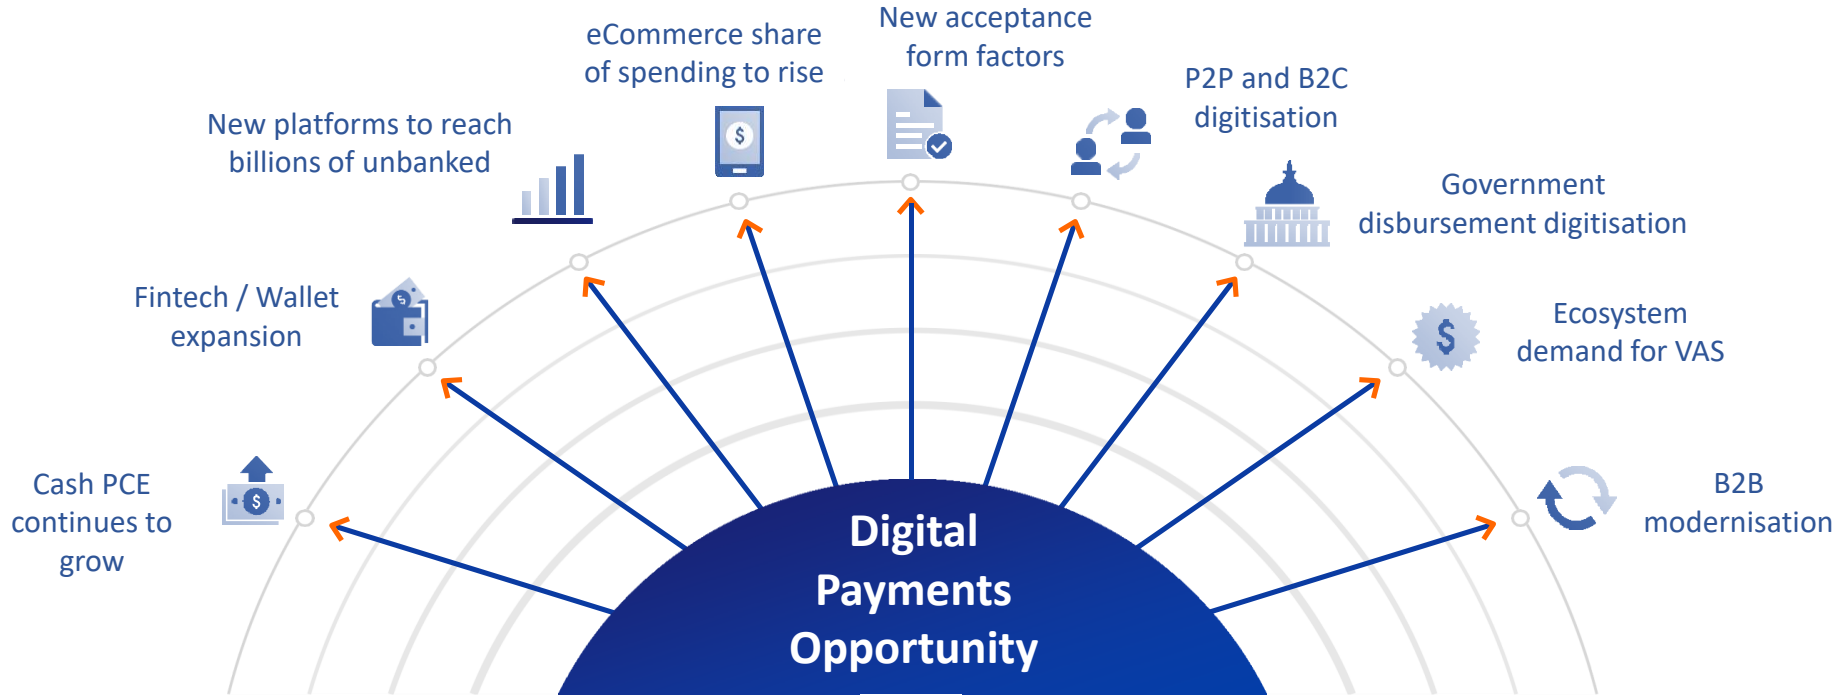 Cash PCE
continues to
grow
Fintech / Wallet
expansion
New platforms to reach
billions of unbanked
eCommerce share
of spending to rise
New acceptance
form factors
P2P and B2C
digitisation
Government
disbursement digitisation
Ecosystem
demand for VAS
B2B
modernisation
Digital
Payments
Opportunity